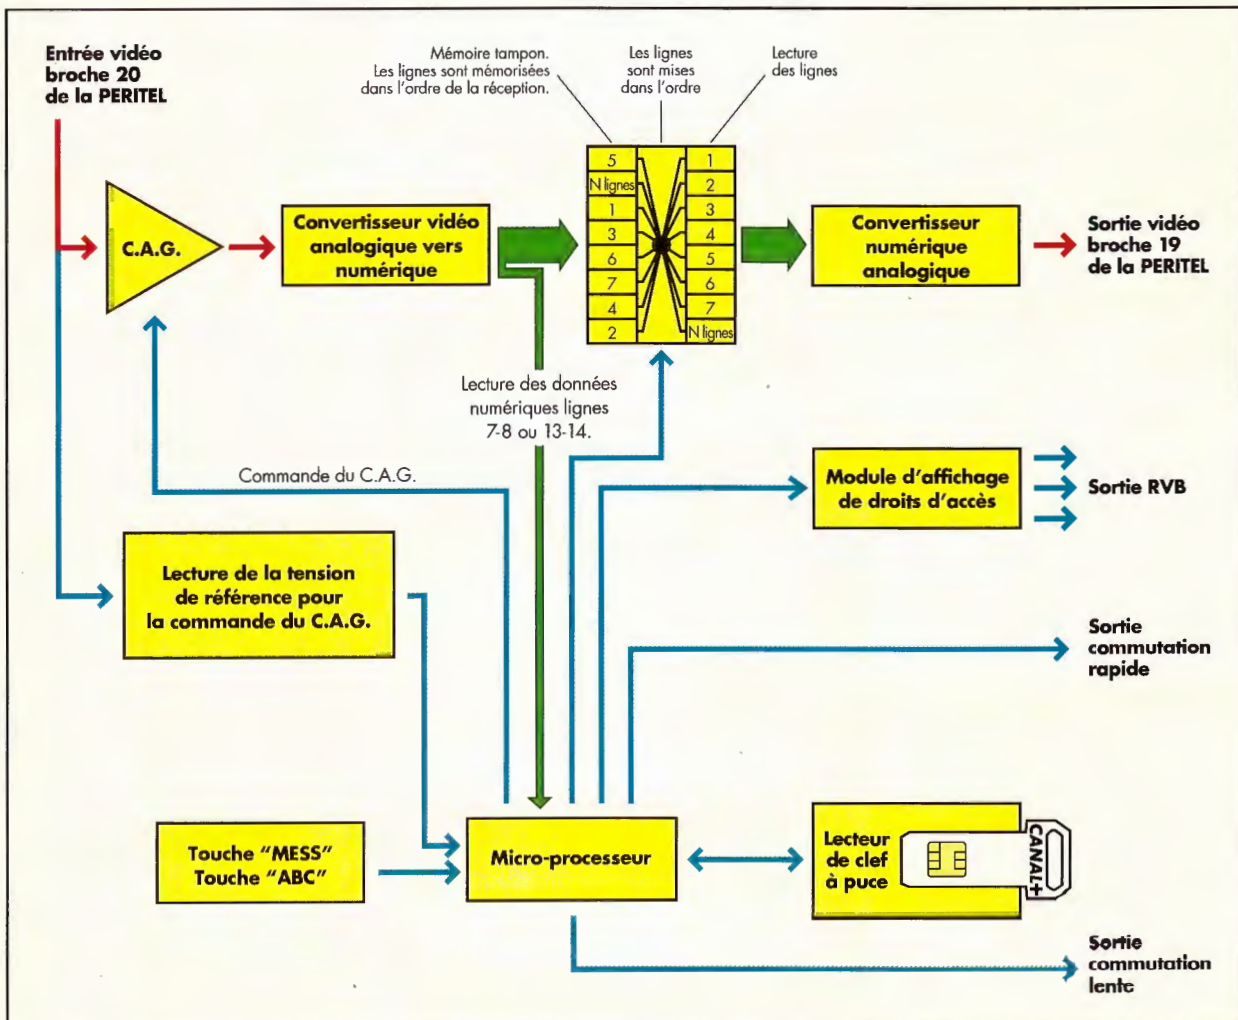 Entrée vidéo
broche 20
de la PERITEL
Mémoire tampon.
Les lignes sont mémorisées
dans l'ordre de la réception.
Les lignes
sont mises
dans l'ordre
Lecture
des lignes
C.A.G.
Convertisseur vidéo
analogique vers
numérique
5
N lignes
1
3
6
7
4
2
1
2
3
4
5
6
7
N lignes
Convertisseur
numérique
analogique
Sortie vidéo
broche 19
de la PERITEL
Lecture des données
numériques lignes
7-8 ou 13-14.
Commande du C.A.G.
Module d'affichage
de droits d'accès
Sortie RVB
Lecture de la tension
de référence pour
la commande du C.A.G.
Sortie
commutation
rapide
Touche "MESS"
Touche "ABC"
Micro-processeur
Lecteur
de clef
à puce
CANAL+
Sortie
commutation
lente